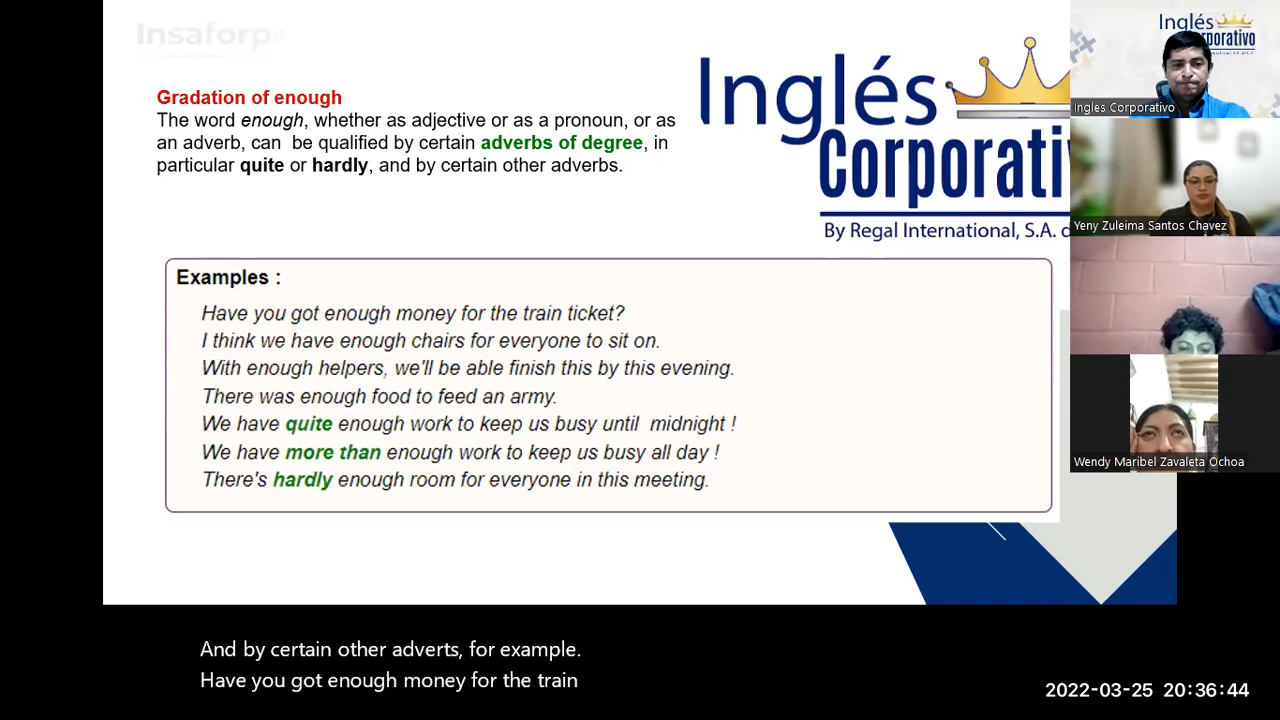 Insaforp
Gradation of enough
The word enough, whether as adjective or as a pronoun, or as
an adverb, can be qualified by certain adverbs of degree, in
particular quite or hardly, and by certain other adverbs.
Inglés
Corporati
By Regal International, S.A. d
Examples :
Have you got enough money for the train ticket?
I think we have enough chairs for everyone to sit on.
With enough helpers, we'll be able finish this by this evening.
There was enough food to feed an army.
We have quite enough work to keep us busy until midnight !
We have more than enough work to keep us busy all day !
There's hardly enough room for everyone in this meeting.
Inglés
orporativo
Ingles Corporativo
Yeny Zuleima Santos Chavez
Wendy Maribel Zavaleta Ochoa
And by certain other adverts, for example.
Have you got enough money for the train
2022-03-25 20:36:44